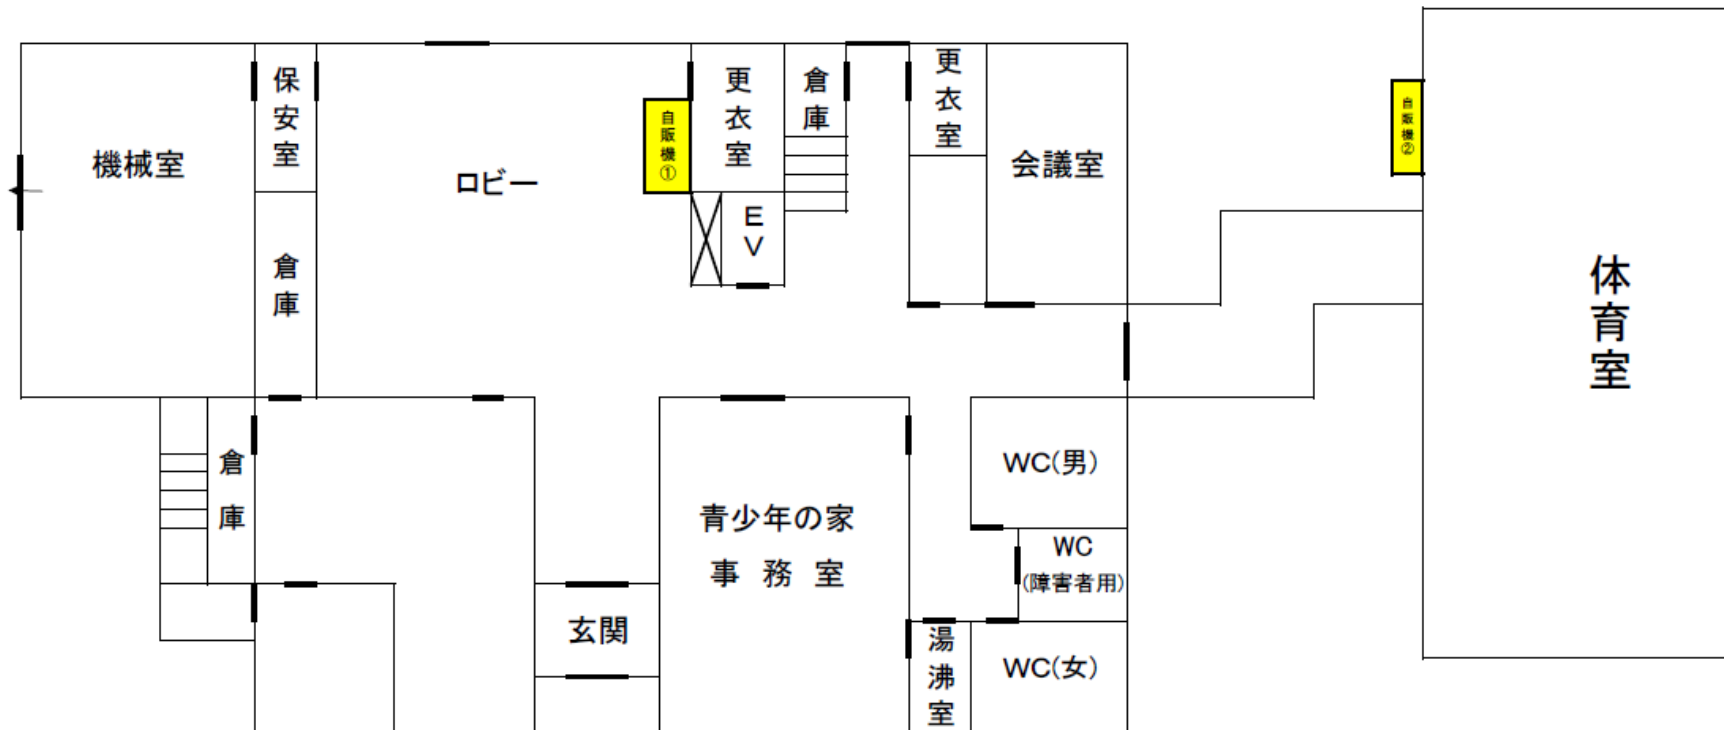 機械室
保安室
倉庫
ロビー
自販機①
更衣室
倉庫
EV
更衣室
会議室
自販機②
体育室
倉庫
青少年の家
事務室
玄関
WC(男)
WC
(障害者用)
湯沸室
WC(女)